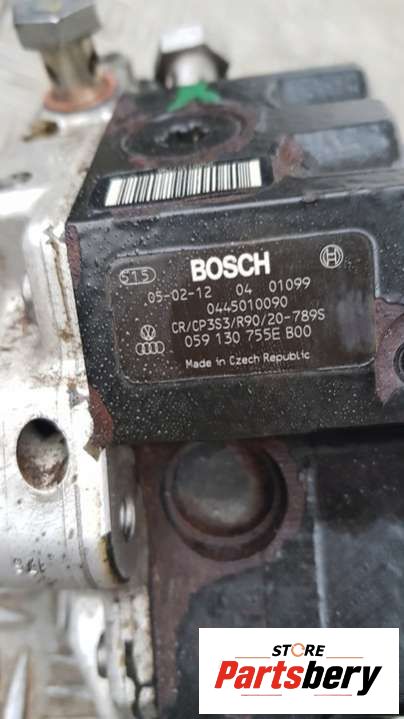 515
BOSCH
05-02-12 04 01099
0445010090
CR/CP3S3/R90/20-789S
059 130 755E B00
Made in Czech Republic
STORE
Partsbery